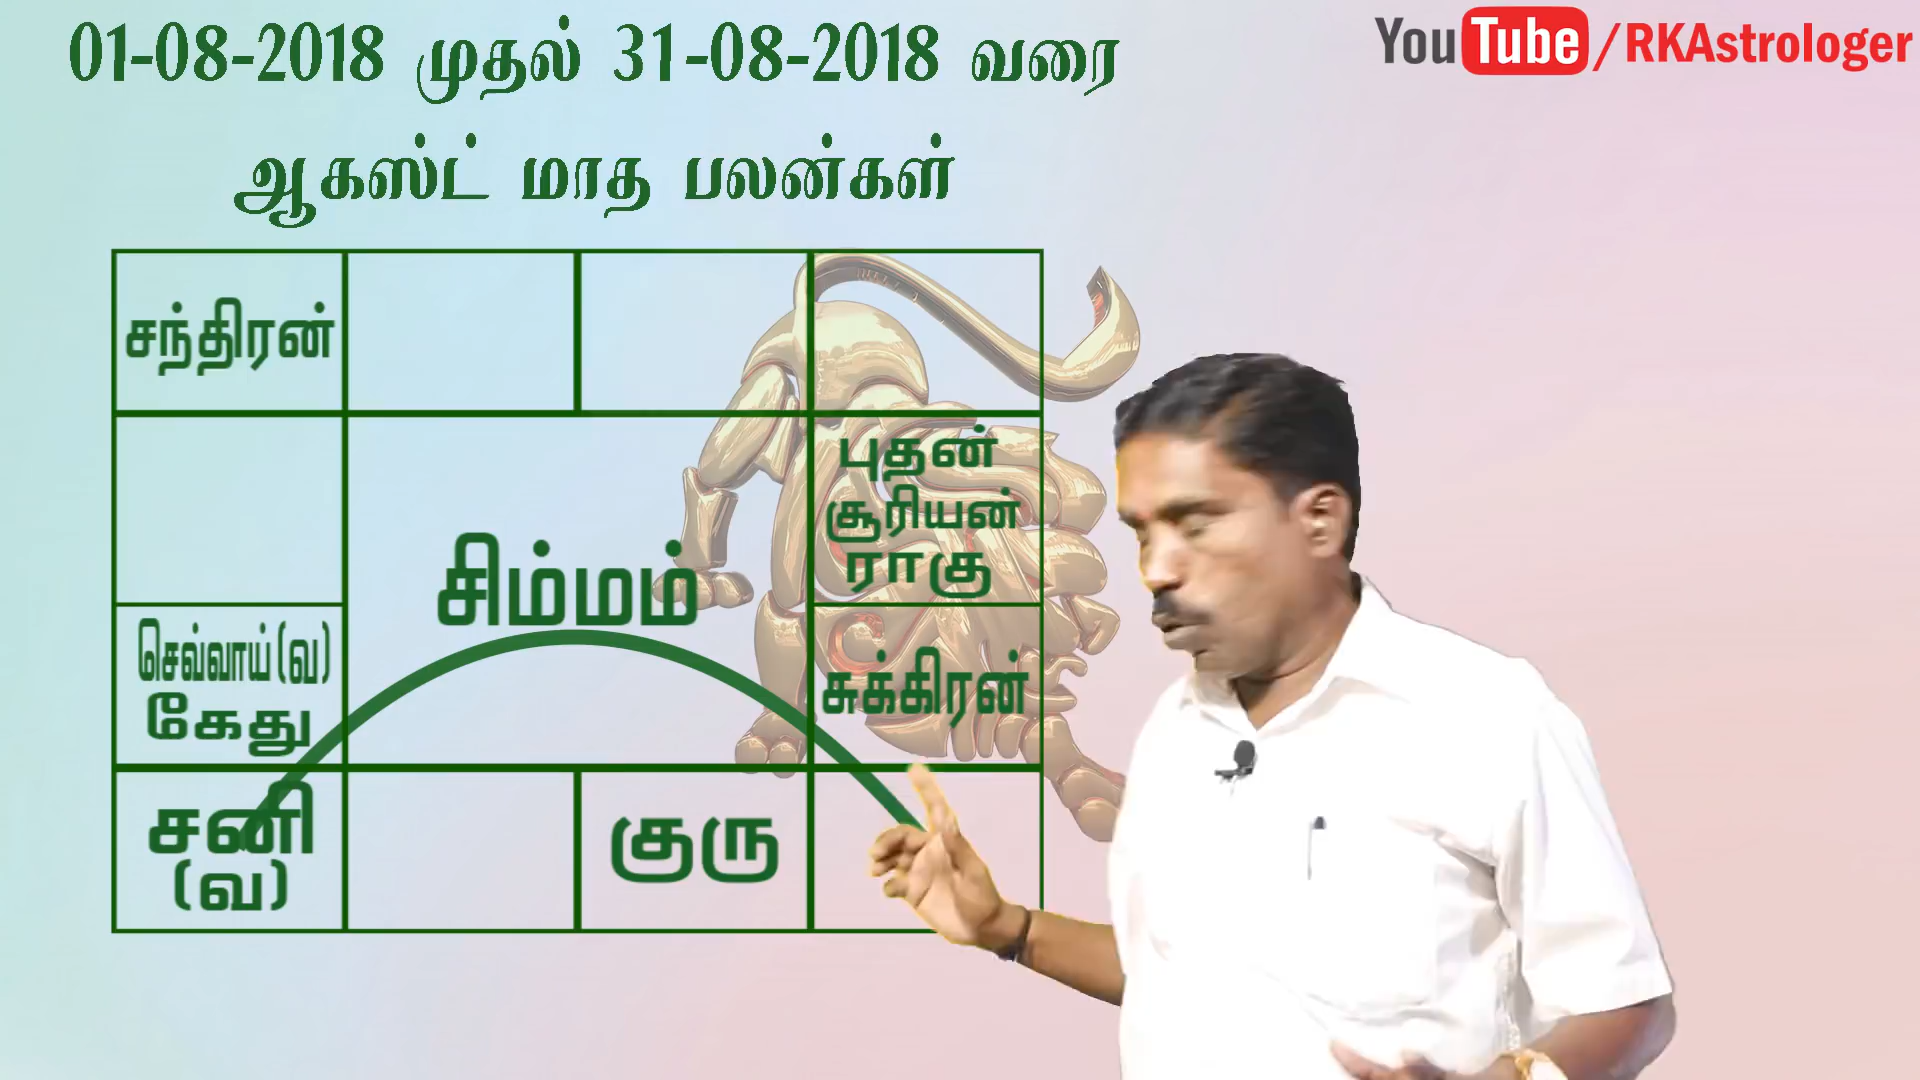 01-08-2018 முதல் 31-08-2018 வரை
YouTube/RKAstrologer
ஆகஸ்ட் மாத பலன்கள்
சந்திரன்
புதன்
சூரியன்
ராகு
சிம்மம்
செவ்வாய்(வ)
கேது
சுக்கிரன்
சனி
(வ)
குரு